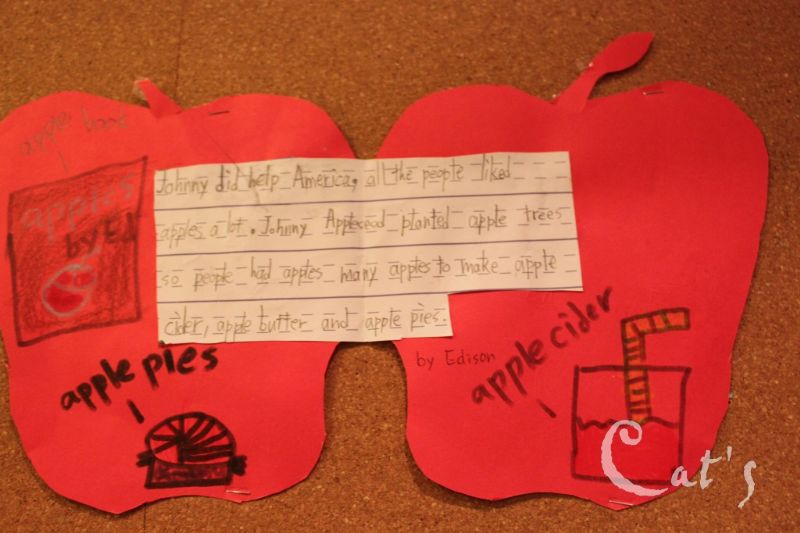 apple book
apples
by Ed
Johnny did help America, all the people liked
apples a lot. Johnny Appleseed planted apple trees
so people had apples many apples to make apple
cider, apple butter and apple pies.
by Edison
apple pies
apple cider
Cat's